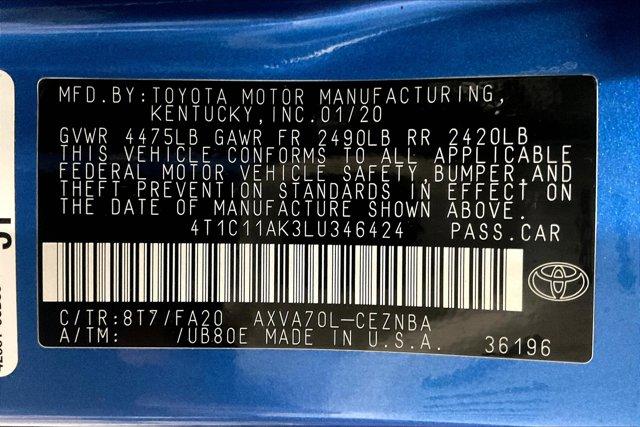 MFD.BY:TOYOTA MOTOR MANUFACTURING,
KENTUCKY,INC.01/20
GVWR 4475LB GAWR FR 2490LB RR 2420LB
THIS VEHICLE CONFORMS TO ALL APPLICABLE
FEDERAL MOTOR VEHICLE SAFETY,BUMPER,AND
THEFT PREVENTION STANDARDS IN EFFECT ON
THE DATE OF MANUFACTURE SHOWN ABOVE.
4T1C11AK3LU346424 PASS.CAR
C/TR:8T7/FA20 AXVA70L-CEZNBA
A/TM: /UB80E MADE IN U.S.A. 36196